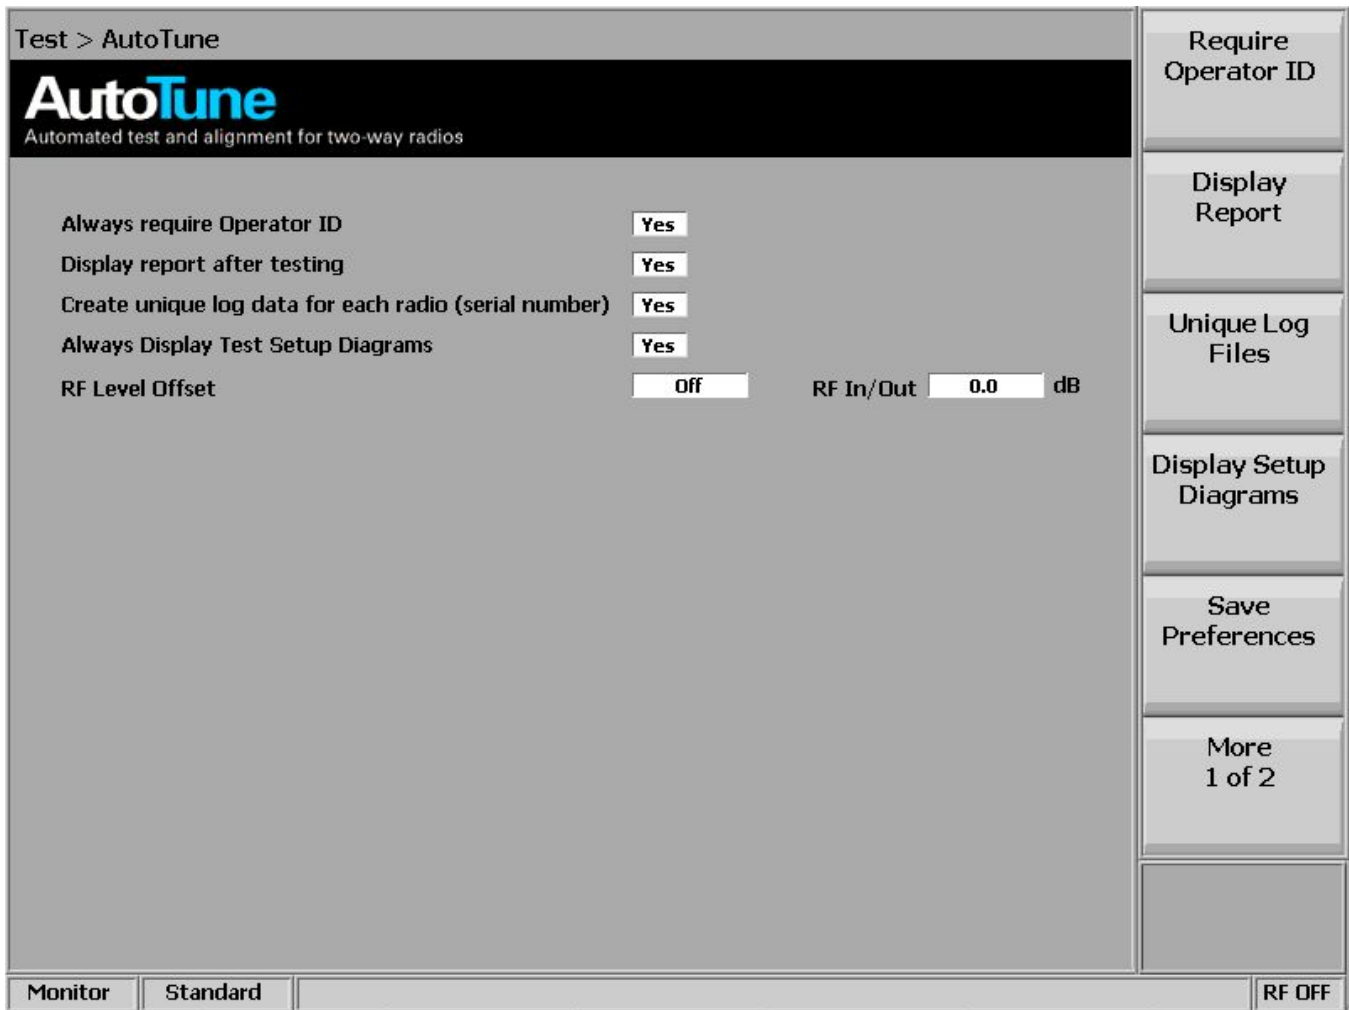 Test > AutoTune
AutoTune
Automated test and alignment for two-way radios
Always require Operator ID Yes
Display report after testing Yes
Create unique log data for each radio (serial number) Yes
Always Display Test Setup Diagrams Yes
RF Level Offset Off RF In/Out 0.0 dB
Require
Operator ID
Display
Report
Unique Log
Files
Display Setup
Diagrams
Save
Preferences
More
1 of 2
Monitor Standard RF OFF